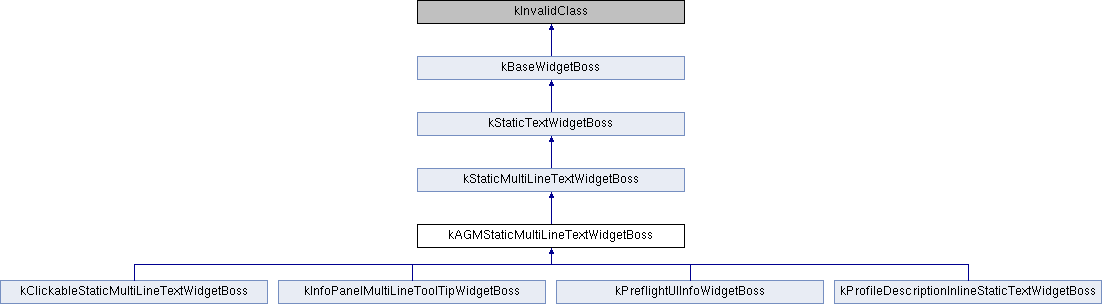 kInvalidClass
kBaseWidgetBoss
kStaticTextWidgetBoss
kStaticMultiLineTextWidgetBoss
kAGMStaticMultiLineTextWidgetBoss
kClickableStaticMultiLineTextWidgetBoss
kInfoPanelMultiLineToolTipWidgetBoss
kPreflightUIInfoWidgetBoss
kProfileDescriptionInlineStaticTextWidgetBoss